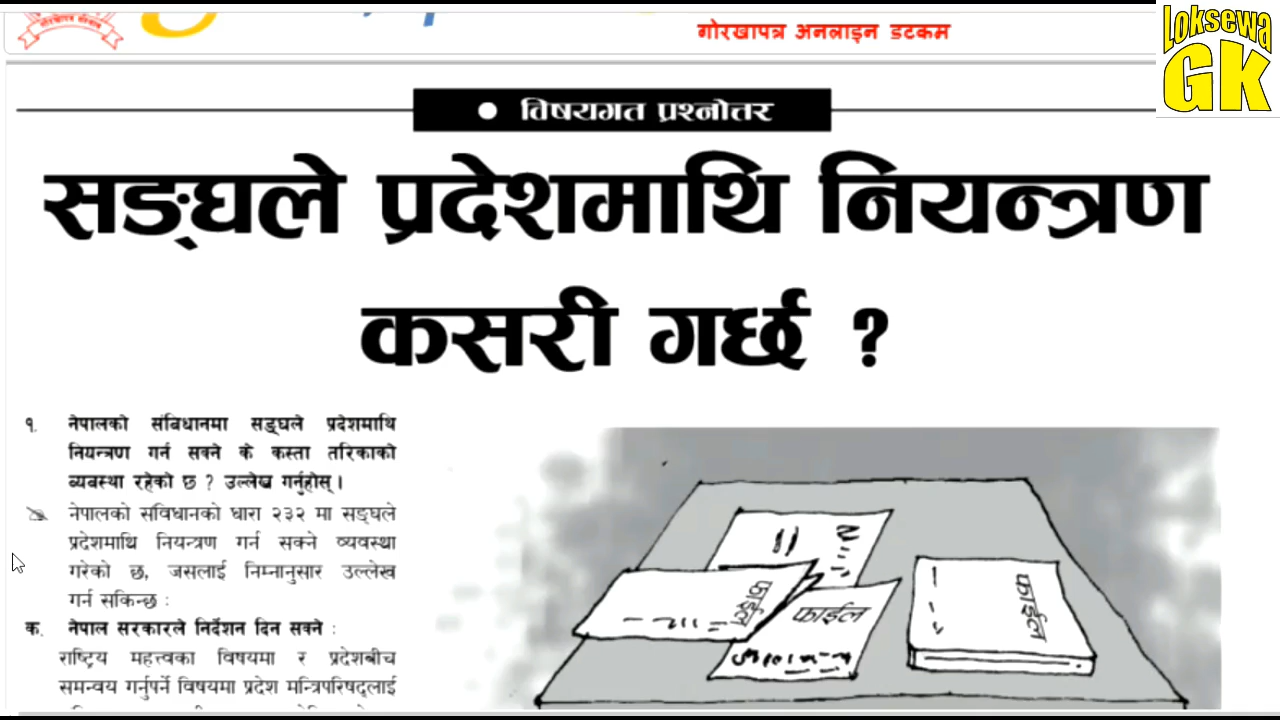 गोरखापत्र अनलाइन डटकम
Loksewa
GK
● विषयगत प्रश्नोत्तर
सङ्घले प्रदेशमाथि नियन्त्रण
कसरी गर्छ ?
१. नेपालको संबिधानमा सङ्घले प्रदेशमाथि
नियन्त्रण गर्न सक्ने के कस्ता तरिकाको
व्यवस्था रहेको छ ? उल्लेख गर्नुहोस् ।
नेपालको संविधानको धारा २३२ मा सङ्घले
प्रदेशमाथि नियन्त्रण गर्न सक्ने व्यवस्था
गरेको छ, जसलाई निम्नानुसार उल्लेख
गर्न सकिन्छ :
क. नेपाल सरकारले निर्देशन दिन सक्ने :
राष्ट्रिय महत्त्वका विषयमा र प्रदेशबीच
समन्वय गर्नुपर्ने विषयमा प्रदेश मन्त्रिपरिषद्लाई
फाईल
फाईल
फाईल